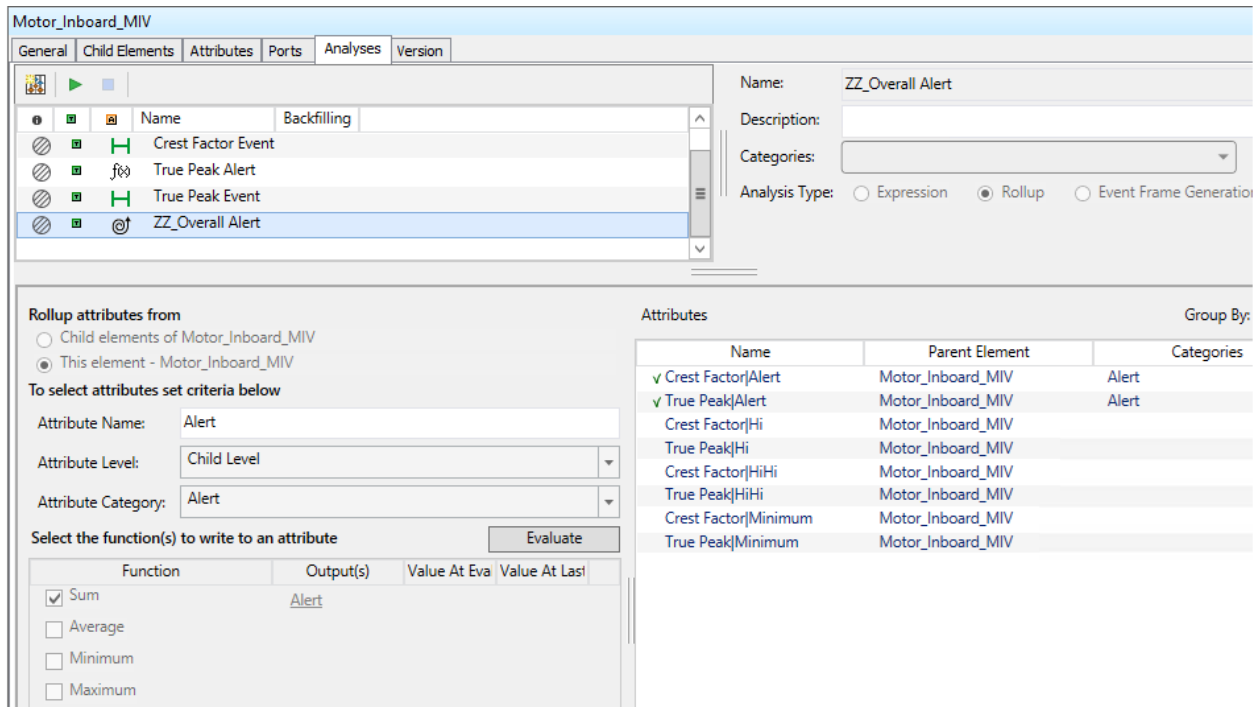 Motor_Inboard_MIV
General Child Elements Attributes Ports Analyses Version
Name: ZZ_Overall Alert
Description:
Categories:
Analysis Type: Expression Rollup Event Frame Generation
Name Backfilling
Crest Factor Event
f(x) True Peak Alert
True Peak Event
ZZ_Overall Alert
Rollup attributes from
Child elements of Motor_Inboard_MIV
This element - Motor_Inboard_MIV
To select attributes set criteria below
Attribute Name: Alert
Attribute Level: Child Level
Attribute Category: Alert
Select the function(s) to write to an attribute Evaluate
Function Output(s) Value At Eva Value At Last
Sum Alert
Average
Minimum
Maximum
Attributes Group By:
Name Parent Element Categories
Crest Factor|Alert Motor_Inboard_MIV Alert
True Peak|Alert Motor_Inboard_MIV Alert
Crest Factor|Hi Motor_Inboard_MIV
True Peak|Hi Motor_Inboard_MIV
Crest Factor|HiHi Motor_Inboard_MIV
True Peak|HiHi Motor_Inboard_MIV
Crest Factor|Minimum Motor_Inboard_MIV
True Peak|Minimum Motor_Inboard_MIV